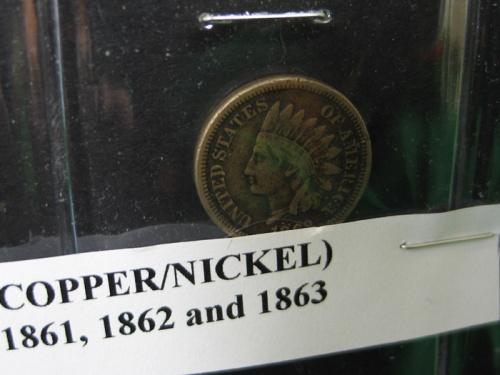 UNITED STATES OF AMERICA
COPPER/NICKEL)
1861, 1862 and 1863